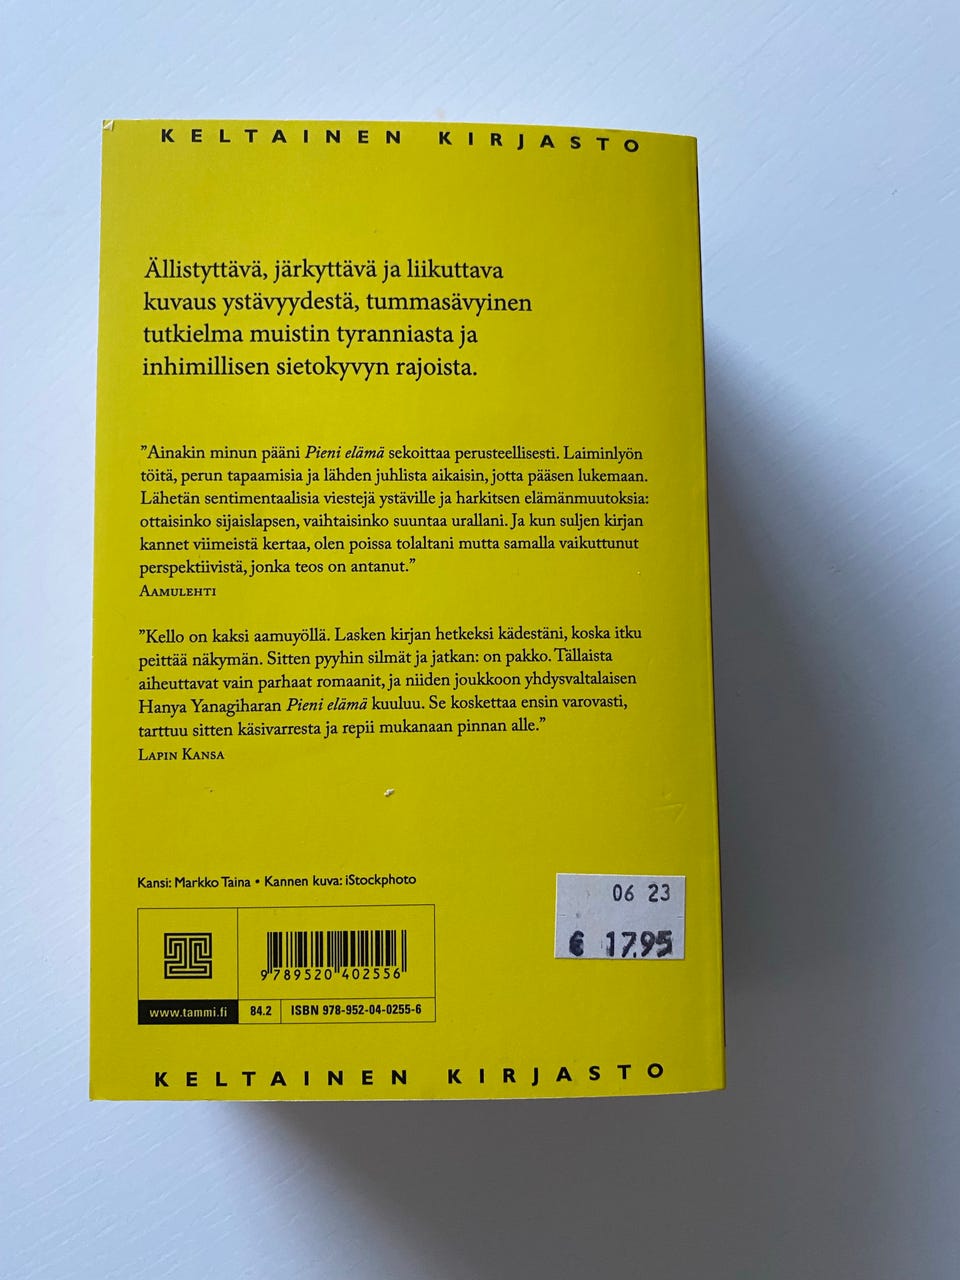 KELTAINEN KIRJASTO
Ällistyttävä, järkyttävä ja liikuttava
kuvaus ystävyydestä, tummasävyinen
tutkielma muistin tyranniasta ja
inhimillisen sietokyvyn rajoista.
”Ainakin minun pääni Pieni elämä sekoittaa perusteellisesti. Laiminlyön
töitä, perun tapaamisia ja lähden juhlista aikaisin, jotta pääsen lukemaan.
Lähetän sentimentaalisia viestejä ystäville ja harkitsen elämänmuutoksia:
ottaisinko sijaislapsen, vaihtaisinko suuntaa urallani. Ja kun suljen kirjan
kannet viimeistä kertaa, olen poissa tolaltani mutta samalla vaikuttunut
perspektiivistä, jonka teos on antanut.”
Aamulehti
”Kello on kaksi aamuyöllä. Lasken kirjan hetkeksi kädestäni, koska itku
peittää näkymän. Sitten pyyhin silmät ja jatkan: on pakko. Tällaista
aiheuttavat vain parhaat romaanit, ja niiden joukkoon yhdysvaltalaisen
Hanya Yanagiharan Pieni elämä kuuluu. Se koskettaa ensin varovasti,
tarttuu sitten käsivarresta ja repii mukanaan pinnan alle.”
Lapin Kansa
Kansi: Markko Taina • Kannen kuva: iStockphoto
06 23
€ 17.95
9 789520 402556
www.tammi.fi 84.2 ISBN 978-952-04-0255-6
KELTAINEN KIRJASTO